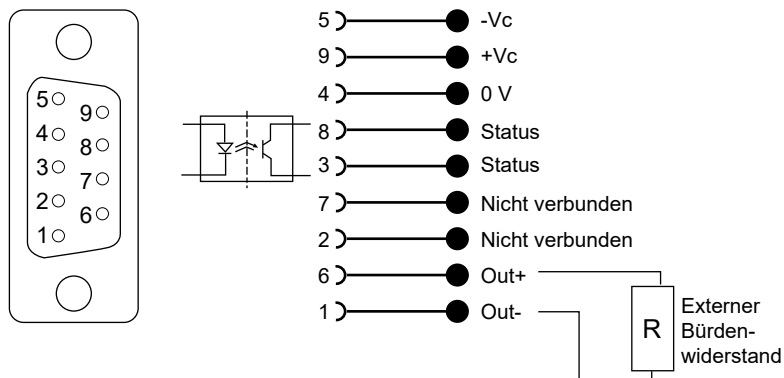 5 -Vc
9 +Vc
4 0 V
8 Status
3 Status
7 Nicht verbunden
2 Nicht verbunden
6 Out+
1 Out-
5
9
4
8
3
7
2
6
1
R
Externer
Bürden-
widerstand